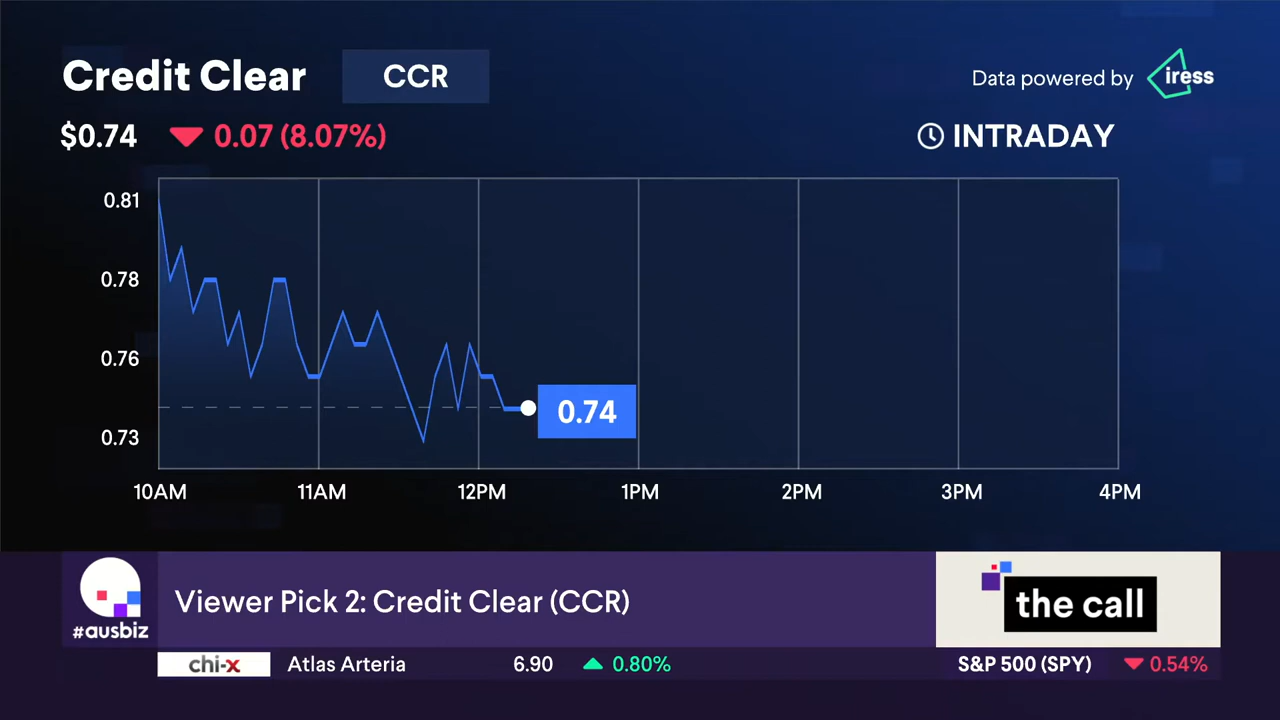 Credit Clear CCR
Data powered by iress
$0.74 ▼ 0.07 (8.07%)
INTRADAY
0.81
0.78
0.76
0.73
0.74
10AM 11AM 12PM 1PM 2PM 3PM 4PM
#ausbiz
Viewer Pick 2: Credit Clear (CCR)
the call
chi-x Atlas Arteria 6.90 ▲ 0.80% S&P 500 (SPY) ▼ 0.54%